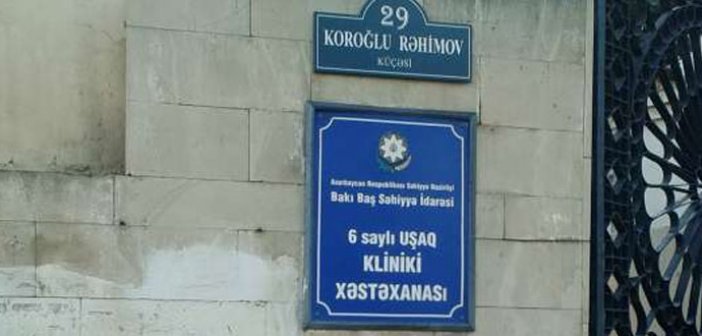 29
KOROĞLU RƏHİMOV
KÜÇƏSİ
Azərbaycan Respublikası Səhiyyə Nazirliyi
Bakı Baş Səhiyyə İdarəsi
6 saylı UŞAQ
KLİNİKİ
XƏSTƏXANASI